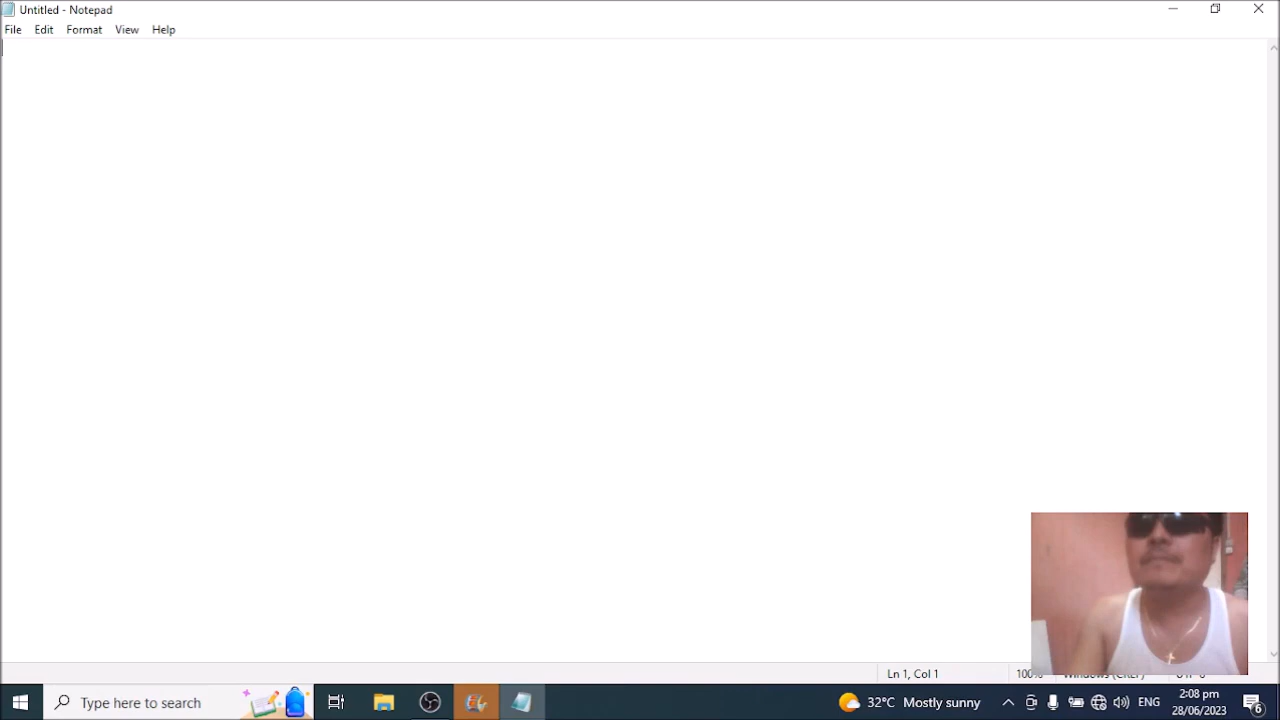 Untitled - Notepad
File Edit Format View Help
Ln 1, Col 1
100%
Type here to search
32°C Mostly sunny
ENG
2:08 pm
28/06/2023
6